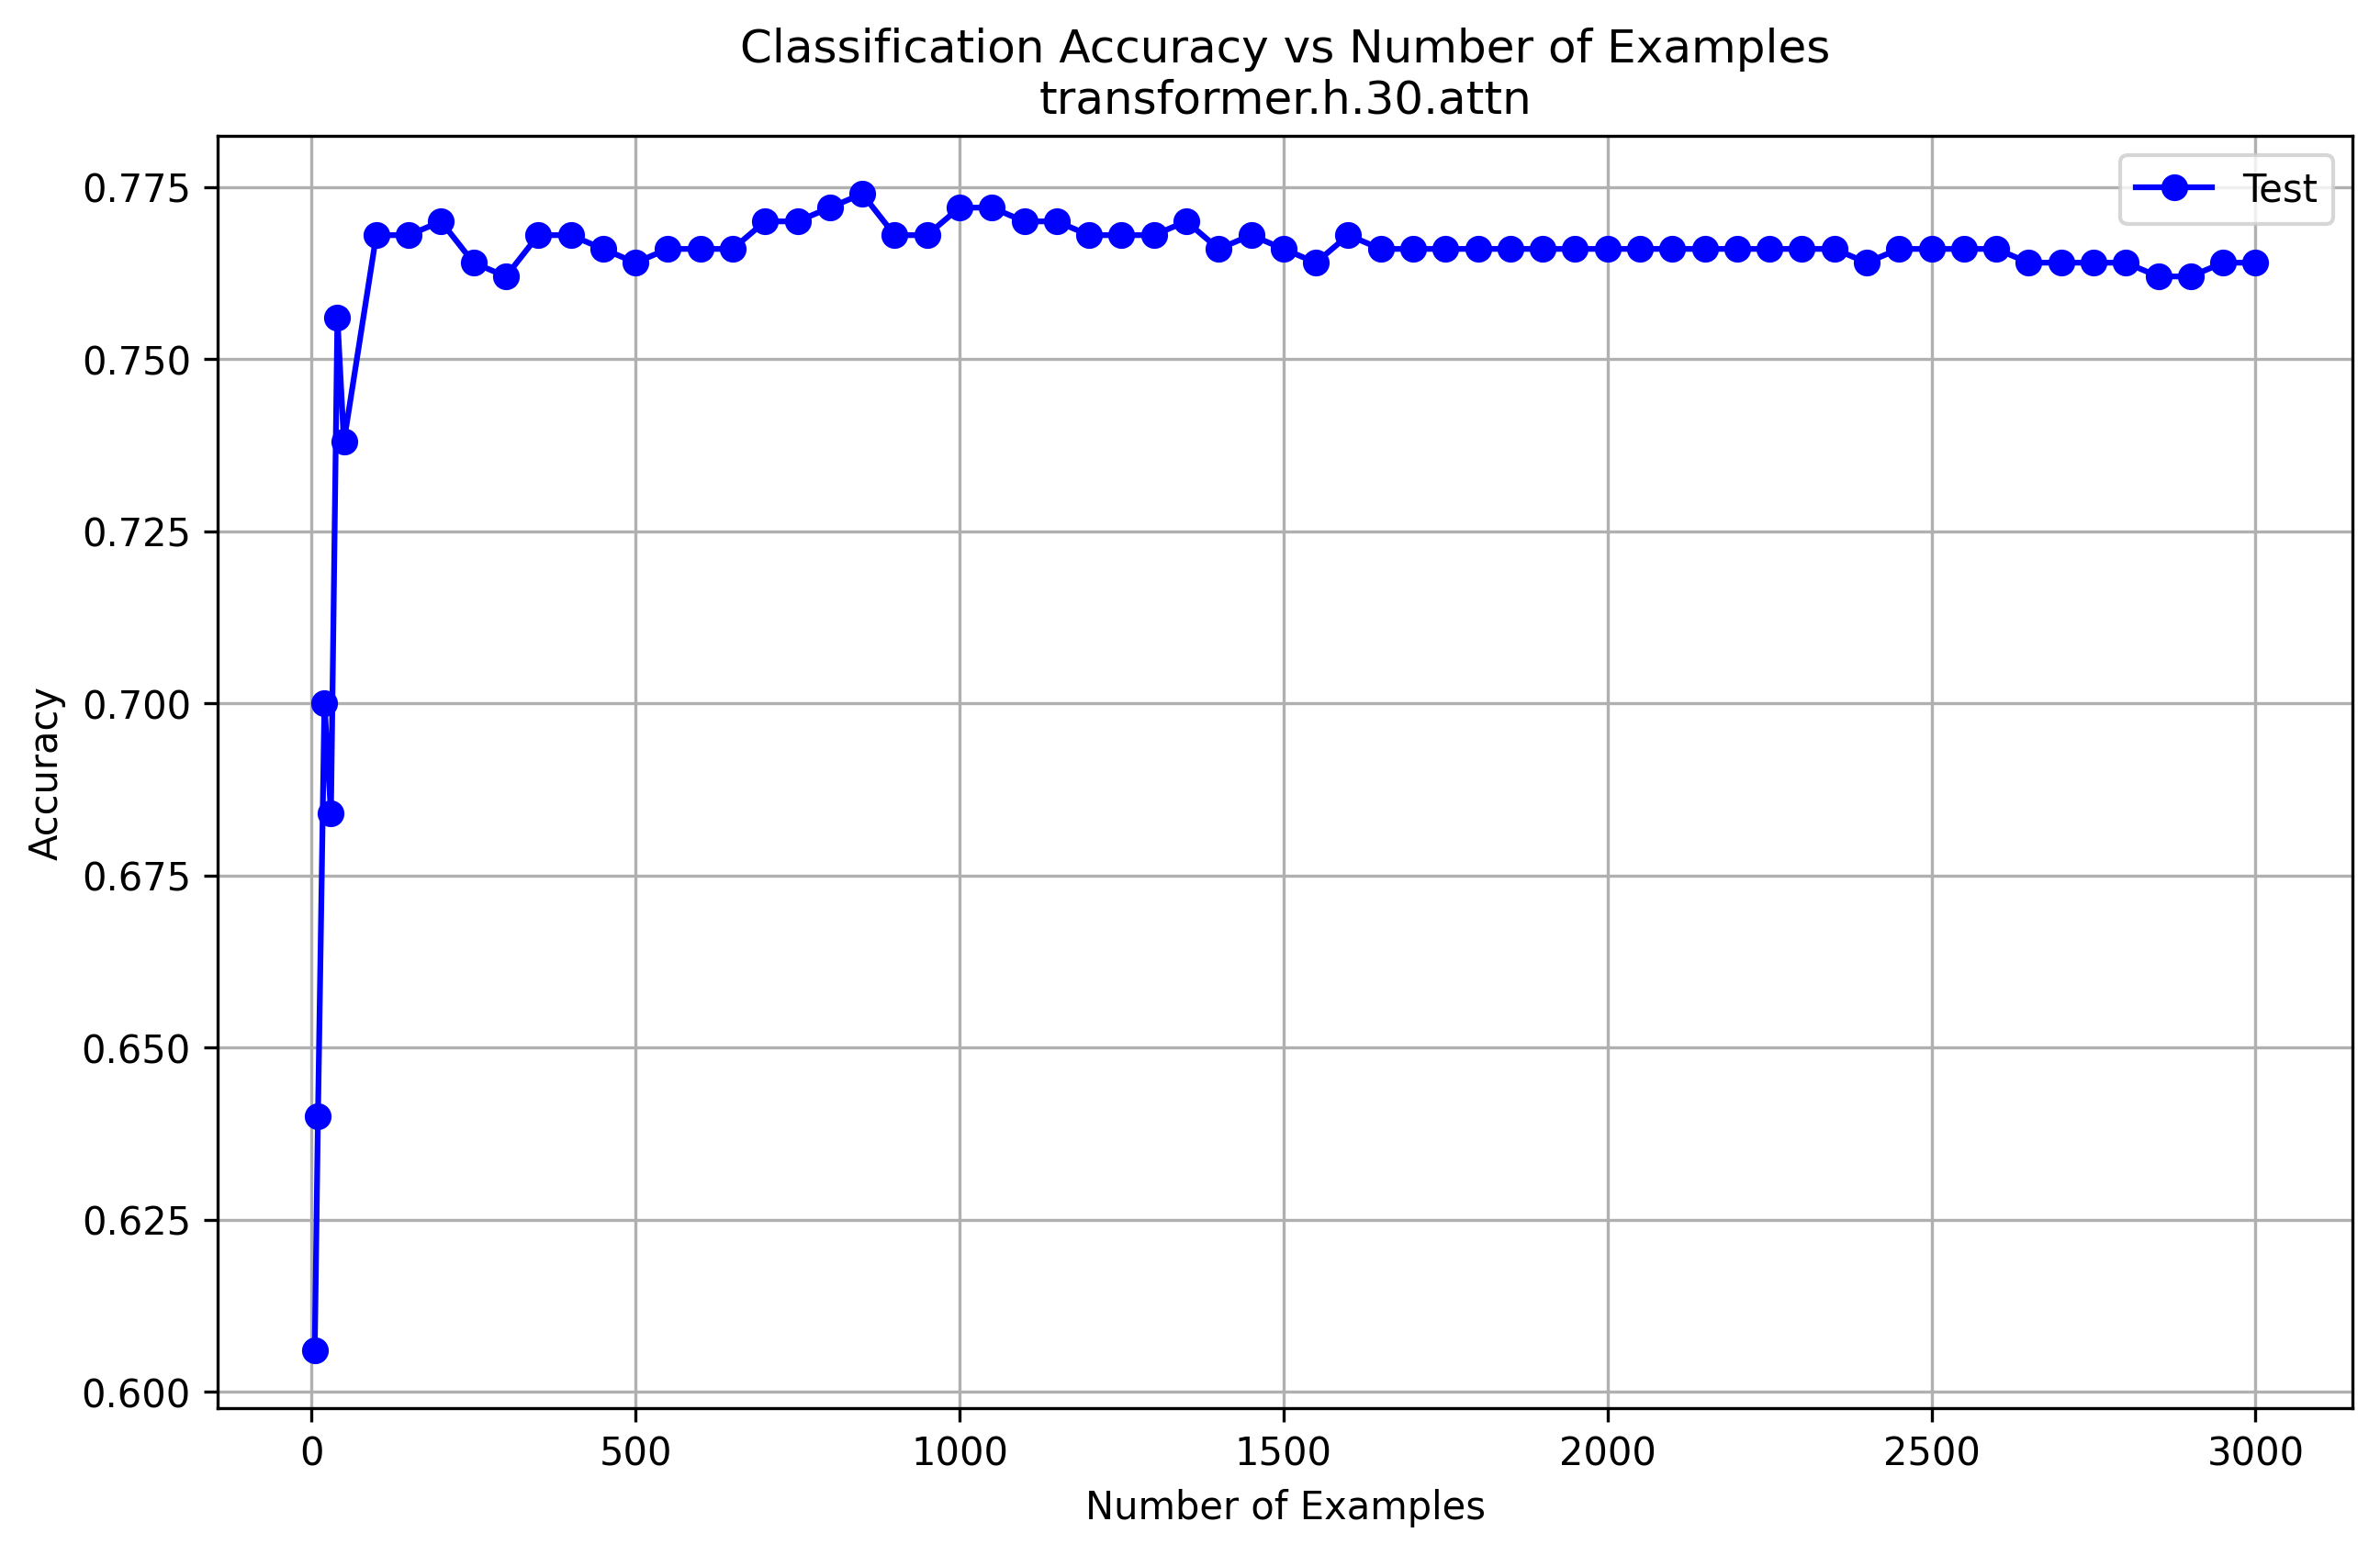 Classification Accuracy vs Number of Examples
transformer.h.30.attn
Test
0.775
0.750
0.725
0.700
0.675
0.650
0.625
0.600
Accuracy
0 500 1000 1500 2000 2500 3000
Number of Examples